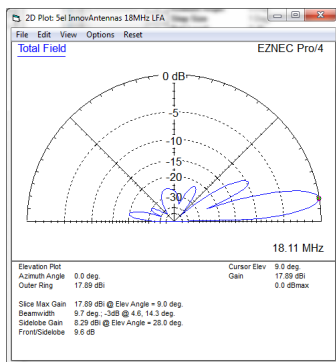 2D Plot: 5el InnovAntennas 18MHz LFA
File Edit View Options Reset
Total Field
EZNEC Pro/4
0 dB
-5
-10
-15
-20
-30
18.11 MHz
Elevation Plot
Azimuth Angle 0.0 deg.
Outer Ring 17.89 dBi
Cursor Elev 9.0 deg.
Gain 17.89 dBi
0.0 dBmax
Slice Max Gain 17.89 dBi @ Elev Angle = 9.0 deg.
Beamwidth 9.7 deg.; -3dB @ 4.6, 14.3 deg.
Sidelobe Gain 8.29 dBi @ Elev Angle = 28.0 deg.
Front/Sidelobe 9.6 dB